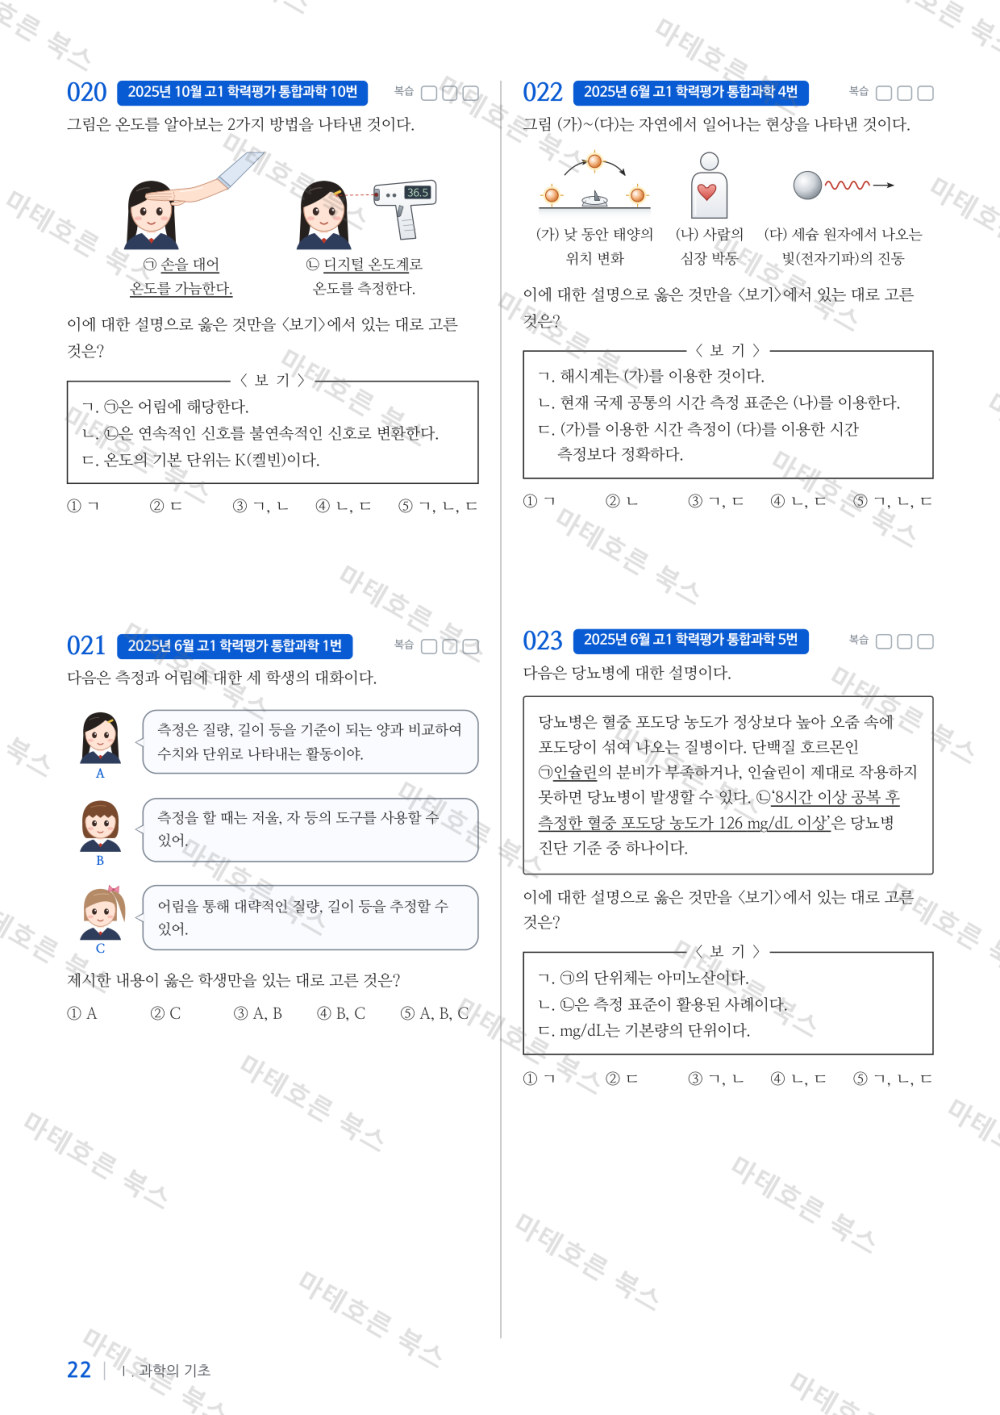 020 2025년 10월 고1 학력평가 통합과학 10번 복습
그림은 온도를 알아보는 2가지 방법을 나타낸 것이다.
36.5
㉠ 손을 대어
온도를 가늠한다.
㉡ 디지털 온도계로
온도를 측정한다.
이에 대한 설명으로 옳은 것만을 〈보기〉에서 있는 대로 고른
것은?
〈 보 기 〉
ㄱ. ㉠은 어림에 해당한다.
ㄴ. ㉡은 연속적인 신호를 불연속적인 신호로 변환한다.
ㄷ. 온도의 기본 단위는 K(켈빈)이다.
① ㄱ ② ㄷ ③ ㄱ, ㄴ ④ ㄴ, ㄷ ⑤ ㄱ, ㄴ, ㄷ
021 2025년 6월 고1 학력평가 통합과학 1번 복습
다음은 측정과 어림에 대한 세 학생의 대화이다.
측정은 질량, 길이 등을 기준이 되는 양과 비교하여
수치와 단위로 나타내는 활동이야.
A
측정을 할 때는 저울, 자 등의 도구를 사용할 수
있어.
B
어림을 통해 대략적인 질량, 길이 등을 추정할 수
있어.
C
제시한 내용이 옳은 학생만을 있는 대로 고른 것은?
① A ② C ③ A, B ④ B, C ⑤ A, B, C
022 2025년 6월 고1 학력평가 통합과학 4번 복습
그림 (가)~(다)는 자연에서 일어나는 현상을 나타낸 것이다.
(가) 낮 동안 태양의
위치 변화
(나) 사람의
심장 박동
(다) 세슘 원자에서 나오는
빛(전자기파)의 진동
이에 대한 설명으로 옳은 것만을 〈보기〉에서 있는 대로 고른
것은?
〈 보 기 〉
ㄱ. 해시계는 (가)를 이용한 것이다.
ㄴ. 현재 국제 공통의 시간 측정 표준은 (나)를 이용한다.
ㄷ. (가)를 이용한 시간 측정이 (다)를 이용한 시간
측정보다 정확하다.
① ㄱ ② ㄴ ③ ㄱ, ㄷ ④ ㄴ, ㄷ ⑤ ㄱ, ㄴ, ㄷ
023 2025년 6월 고1 학력평가 통합과학 5번 복습
다음은 당뇨병에 대한 설명이다.
당뇨병은 혈중 포도당 농도가 정상보다 높아 오줌 속에
포도당이 섞여 나오는 질병이다. 단백질 호르몬인
㉠인슐린의 분비가 부족하거나, 인슐린이 제대로 작용하지
못하면 당뇨병이 발생할 수 있다. ㉡‘8시간 이상 공복 후
측정한 혈중 포도당 농도가 126 mg/dL 이상’은 당뇨병
진단 기준 중 하나이다.
이에 대한 설명으로 옳은 것만을 〈보기〉에서 있는 대로 고른
것은?
〈 보 기 〉
ㄱ. ㉠의 단위체는 아미노산이다.
ㄴ. ㉡은 측정 표준이 활용된 사례이다.
ㄷ. mg/dL는 기본량의 단위이다.
① ㄱ ② ㄷ ③ ㄱ, ㄴ ④ ㄴ, ㄷ ⑤ ㄱ, ㄴ, ㄷ
22 Ⅰ. 과학의 기초
마테호른 북스